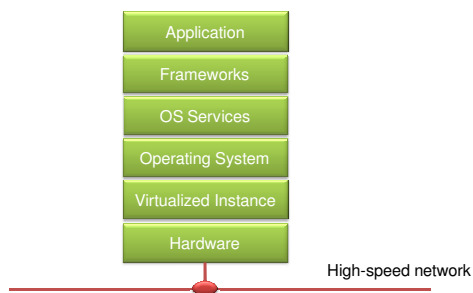 Application
Frameworks
OS Services
Operating System
Virtualized Instance
Hardware
High-speed network